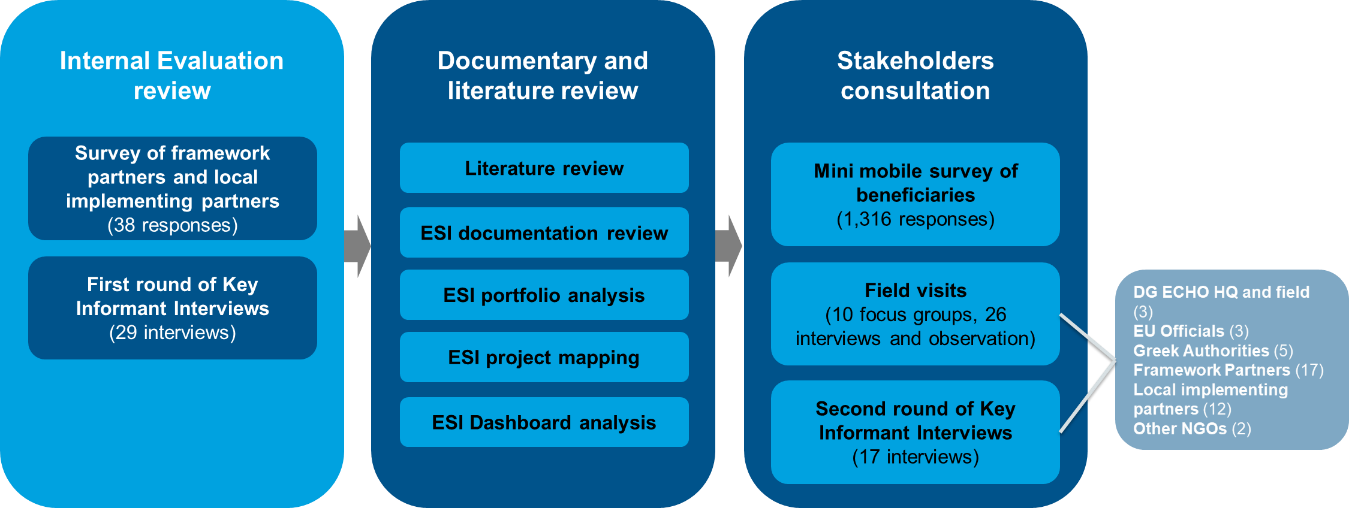 Internal Evaluation
review
Survey of framework
partners and local
implementing partners
(38 responses)
First round of Key
Informant Interviews
(29 interviews)
Documentary and
literature review
Literature review
ESI documentation review
ESI portfolio analysis
ESI project mapping
ESI Dashboard analysis
Stakeholders
consultation
Mini mobile survey of
beneficiaries
(1,316 responses)
Field visits
(10 focus groups, 26
interviews and observation)
Second round of Key
Informant Interviews
(17 interviews)
DG ECHO HQ and field
(3)
EU Officials (3)
Greek Authorities (5)
Framework Partners (17)
Local implementing
partners (12)
Other NGOs (2)